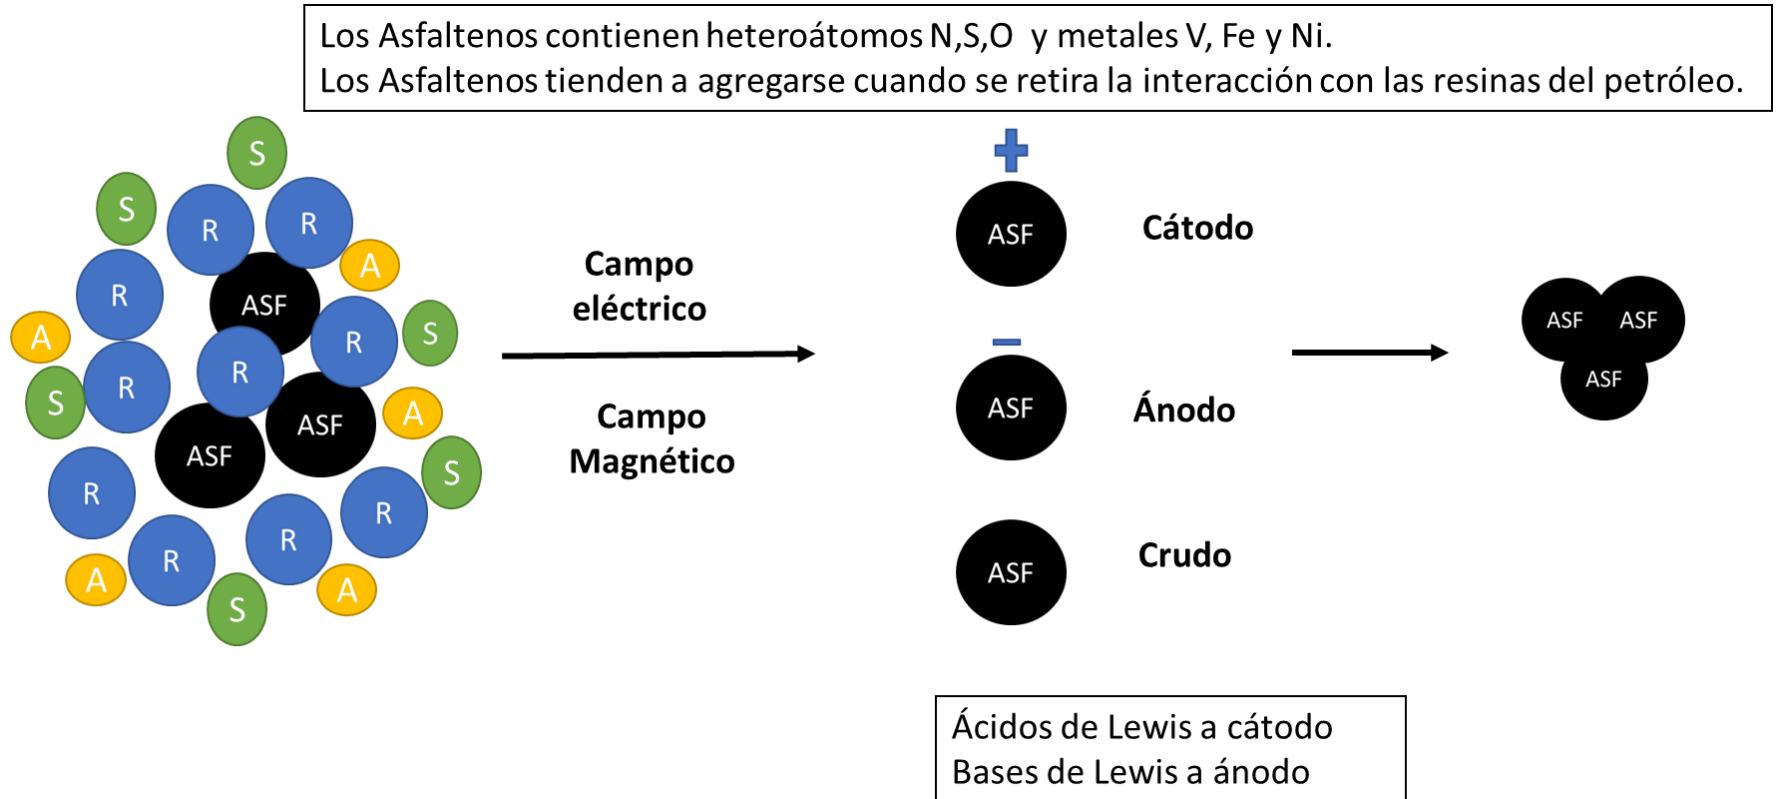 Los Asfaltenos contienen heteroátomos N,S,O y metales V, Fe y Ni.
Los Asfaltenos tienden a agregarse cuando se retira la interacción con las resinas del petróleo.
S
S
R
R
A
R
ASF
A
R
S
R
R
S
A
ASF
ASF
S
R
R
R
R
A
A
S
Campo
eléctrico
Campo
Magnético
ASF
Cátodo
ASF
Ánodo
ASF
Crudo
ASF
ASF
ASF
Ácidos de Lewis a cátodo
Bases de Lewis a ánodo